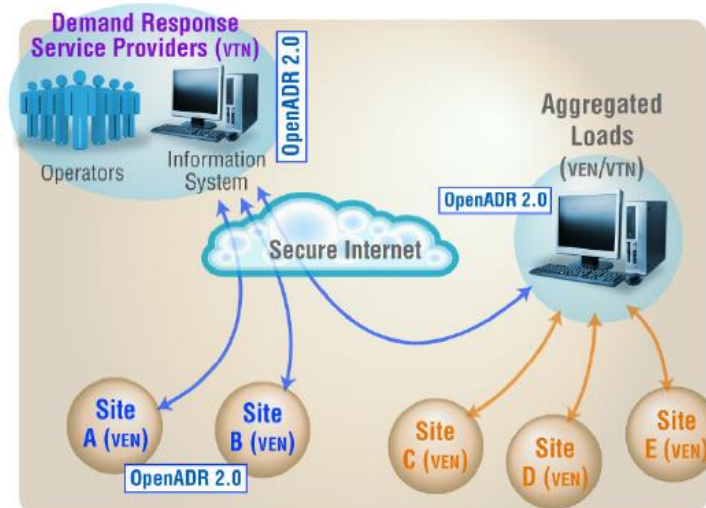 Demand Response
Service Providers (VTN)
OpenADR 2.0
Operators
Information
System
Aggregated
Loads
(VEN/VTN)
OpenADR 2.0
Secure Internet
Site
A (VEN)
Site
B (VEN)
OpenADR 2.0
Site
C (VEN)
Site
D (VEN)
Site
E (VEN)